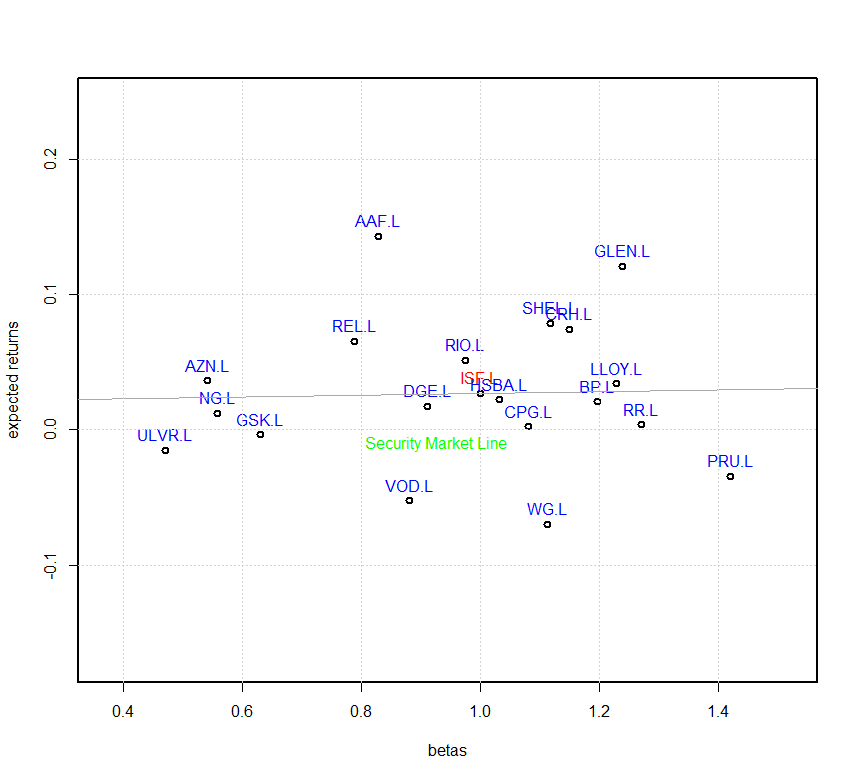 expected returns
0.2
0.1
0.0
-0.1
AAF.L
GLEN.L
SHEL.L
CRH.L
REL.L
RIO.L
AZN.L
ISF.L
HSBA.L
LLOY.L
BP.L
NG.L
DGE.L
CPG.L
RR.L
GSK.L
ULVR.L
Security Market Line
PRU.L
VOD.L
WG.L
0.4 0.6 0.8 1.0 1.2 1.4
betas